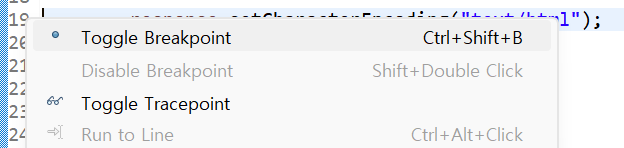 19 response.setCharacterEncoding("text/html");
20
Toggle Breakpoint Ctrl+Shift+B
21
Disable Breakpoint Shift+Double Click
22
Toggle Tracepoint
23
24 Run to Line Ctrl+Alt+Click